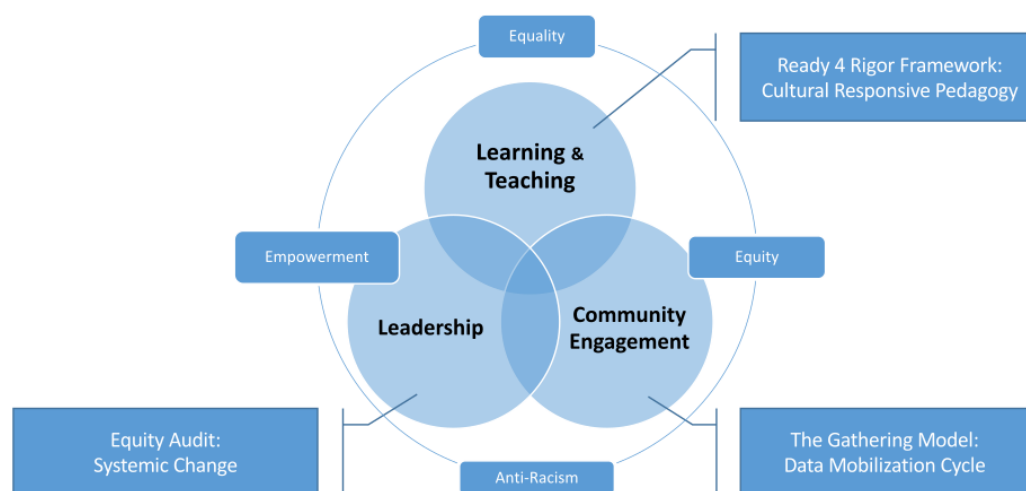 Equality
Ready 4 Rigor Framework:
Cultural Responsive Pedagogy
Learning &
Teaching
Empowerment
Equity
Leadership
Community
Engagement
Equity Audit:
Systemic Change
The Gathering Model:
Data Mobilization Cycle
Anti-Racism